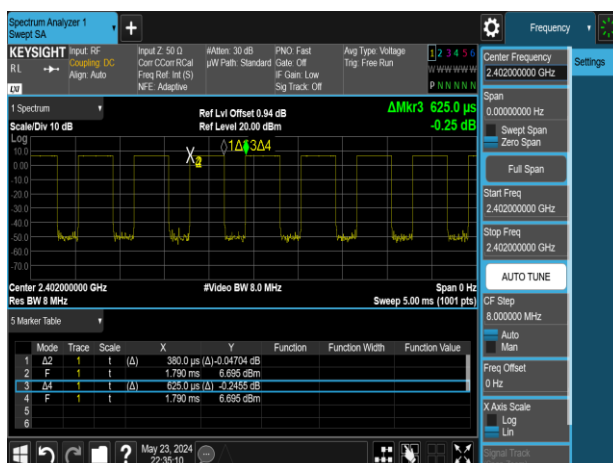 Spectrum Analyzer 1
Swept SA
Frequency
KEYSIGHT
RL
LXI
Input: RF
Coupling: DC
Align: Auto
Input Z: 50 Ω
Corr CCorr RCal
Freq Ref: Int (S)
NFE: Adaptive
#Atten: 30 dB
µW Path: Standard
PNO: Fast
Gate: Off
IF Gain: Low
Sig Track: Off
Avg Type: Voltage
Trig: Free Run
1 2 3 4 5 6
W W W W W W
P N N N N N
Center Frequency
2.402000000 GHz
Settings
Span
0.00000000 Hz
Swept Span
Zero Span
Full Span
Start Freq
2.402000000 GHz
Stop Freq
2.402000000 GHz
AUTO TUNE
CF Step
8.000000 MHz
Auto
Man
Freq Offset
0 Hz
X Axis Scale
Log
Lin
Signal Track
1 Spectrum
Scale/Div 10 dB
Ref Lvl Offset 0.94 dB
Ref Level 20.00 dBm
ΔMkr3 625.0 µs
-0.25 dB
Log
10.0
0.00
-10.0
-20.0
-30.0
-40.0
-50.0
-60.0
-70.0
X2
1Δ 3Δ4
Center 2.402000000 GHz
Res BW 8 MHz
#Video BW 8.0 MHz
Span 0 Hz
Sweep 5.00 ms (1001 pts)
5 Marker Table
Mode Trace Scale X Y Function Function Width Function Value
1 Δ2 1 t (Δ) 380.0 µs (Δ) -0.04704 dB
2 F 1 t 1.790 ms 6.695 dBm
3 Δ4 1 t (Δ) 625.0 µs (Δ) -0.2455 dB
4 F 1 t 1.790 ms 6.695 dBm
5
6
May 23, 2024
22:35:10